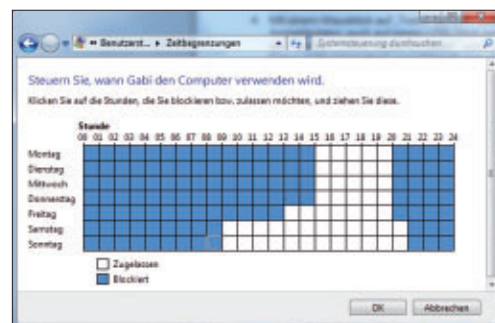 Benutzerst... Zeitbegrenzungen
Systemsteuerung durchsuchen
Steuern Sie, wann Gabi den Computer verwenden wird.
Klicken Sie auf die Stunden, die Sie blockieren bzw. zulassen möchten, und ziehen Sie diese.
Stunde
00 01 02 03 04 05 06 07 08 09 10 11 12 13 14 15 16 17 18 19 20 21 22 23 24
Montag
Dienstag
Mittwoch
Donnerstag
Freitag
Samstag
Sonntag
Zugelassen
Blockiert
OK Abbrechen